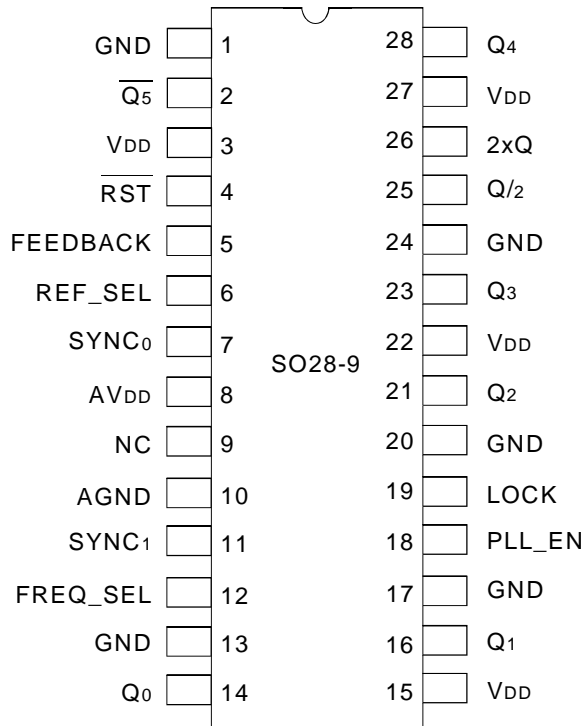 GND 1 28 Q4
Q̅5̅ 2 27 VDD
VDD 3 26 2xQ
R̅S̅T̅ 4 25 Q/2
FEEDBACK 5 24 GND
REF_SEL 6 23 Q3
SYNC0 7 22 VDD
SO28-9
AVDD 8 21 Q2
NC 9 20 GND
AGND 10 19 LOCK
SYNC1 11 18 PLL_EN
FREQ_SEL 12 17 GND
GND 13 16 Q1
Q0 14 15 VDD